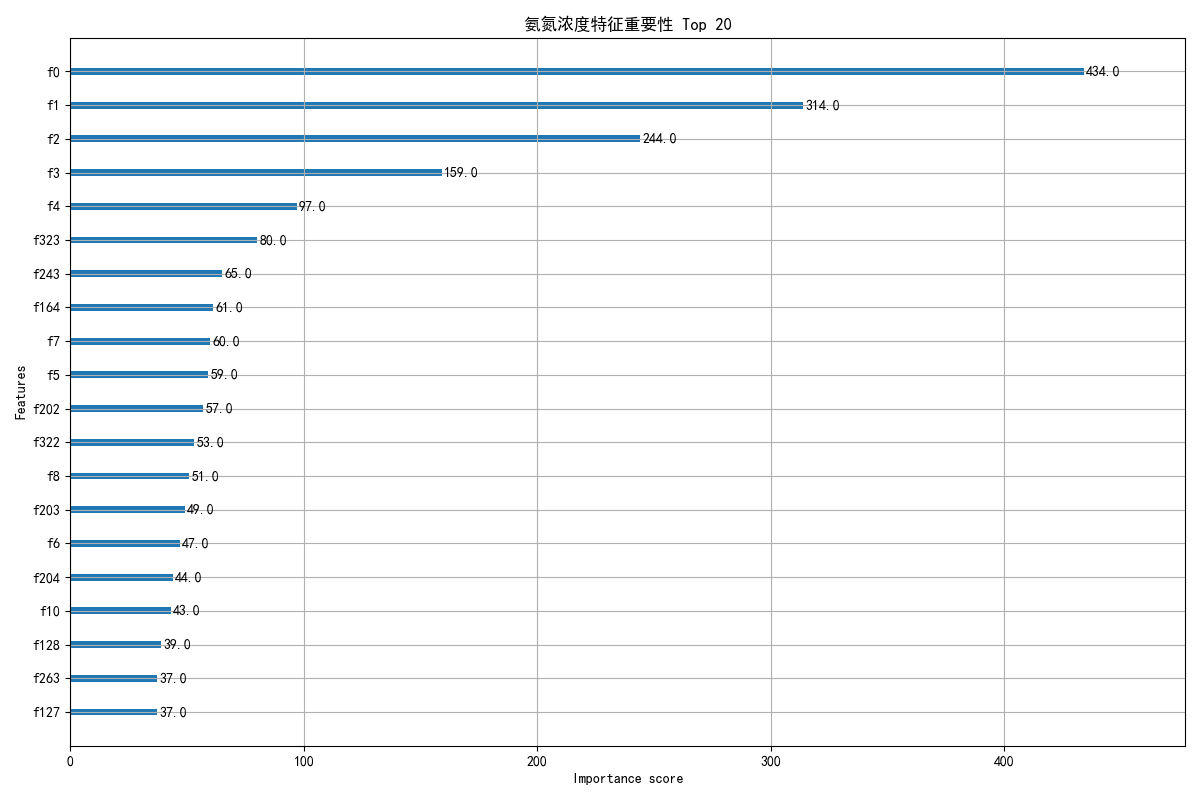 氨氮浓度特征重要性 Top 20
f0 434.0
f1 314.0
f2 244.0
f3 159.0
f4 97.0
f323 80.0
f243 65.0
f164 61.0
f7 60.0
f5 59.0
f202 57.0
f322 53.0
f8 51.0
f203 49.0
f6 47.0
f204 44.0
f10 43.0
f128 39.0
f263 37.0
f127 37.0
Features
0 100 200 300 400
Importance score